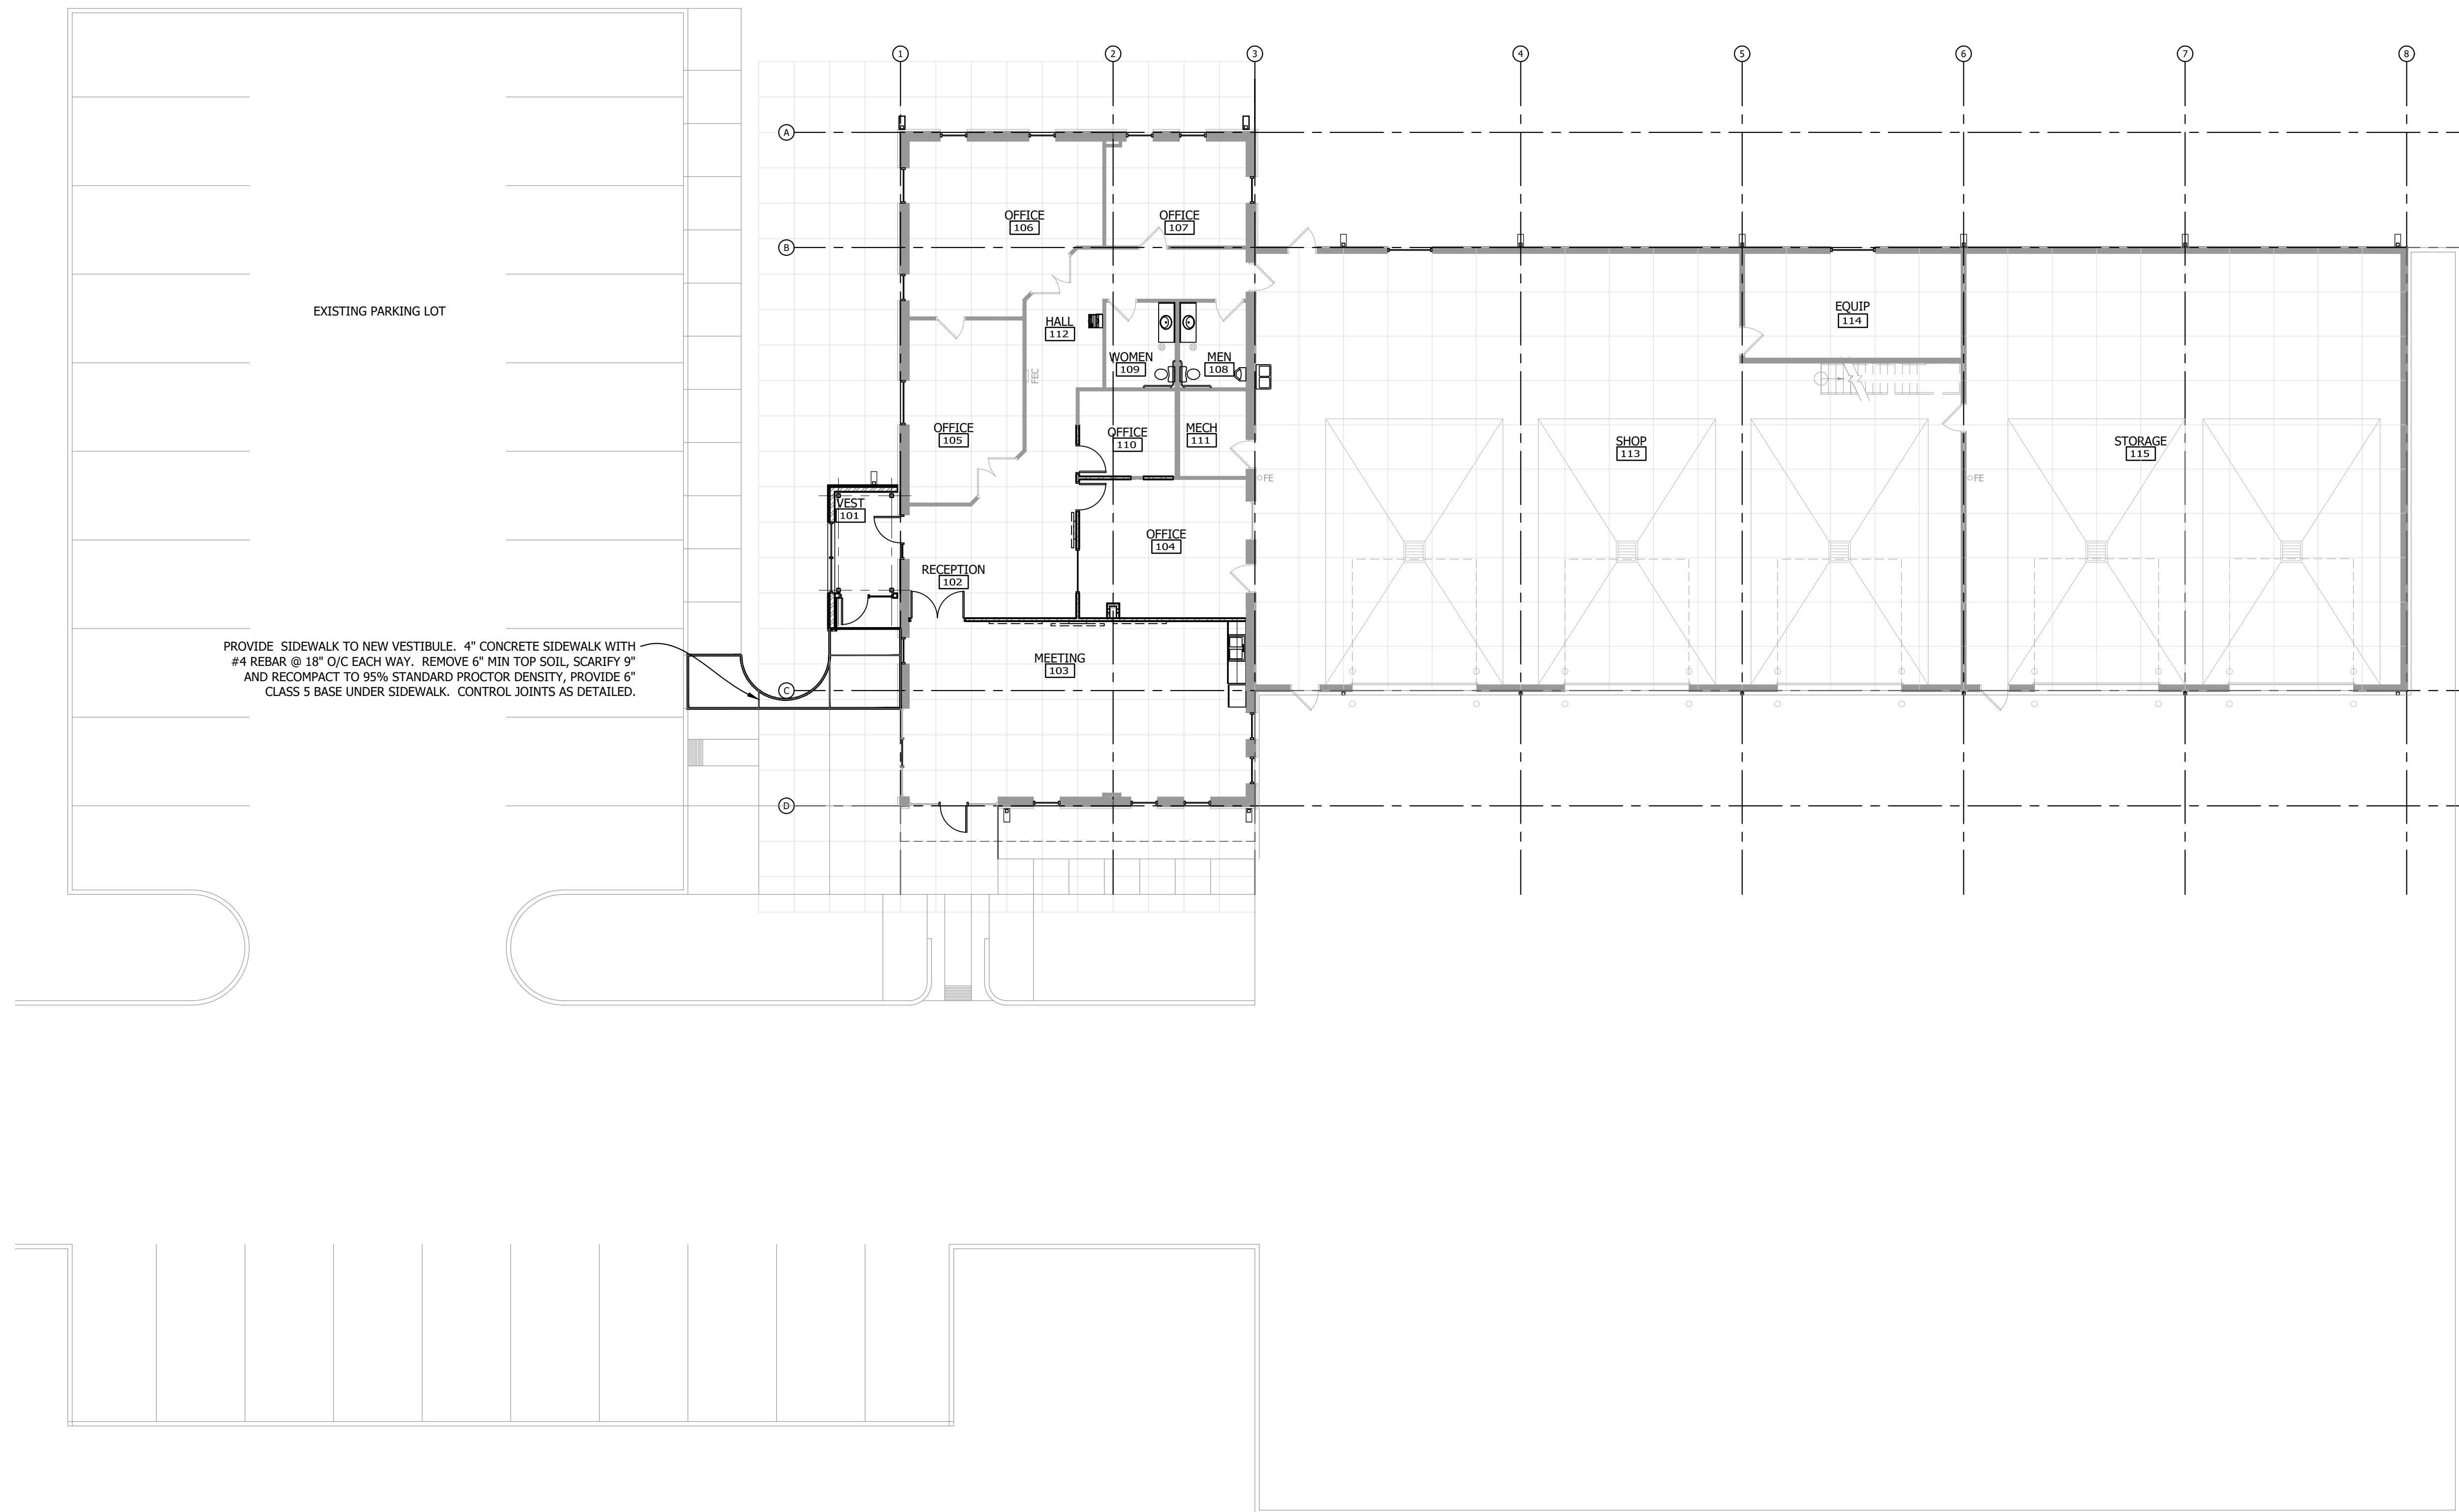 1
2
3
4
5
6
7
8
A
OFFICE
106
OFFICE
107
B
EXISTING PARKING LOT
EQUIP
114
HALL
112
WOMEN
109
MEN
108
FEC
OFFICE
105
OFFICE
110
MECH
111
SHOP
113
STORAGE
115
FE
FE
VEST
101
OFFICE
104
RECEPTION
102
PROVIDE SIDEWALK TO NEW VESTIBULE. 4" CONCRETE SIDEWALK WITH
#4 REBAR @ 18" O/C EACH WAY. REMOVE 6" MIN TOP SOIL, SCARIFY 9"
AND RECOMPACT TO 95% STANDARD PROCTOR DENSITY, PROVIDE 6"
CLASS 5 BASE UNDER SIDEWALK. CONTROL JOINTS AS DETAILED.
MEETING
103
C
D